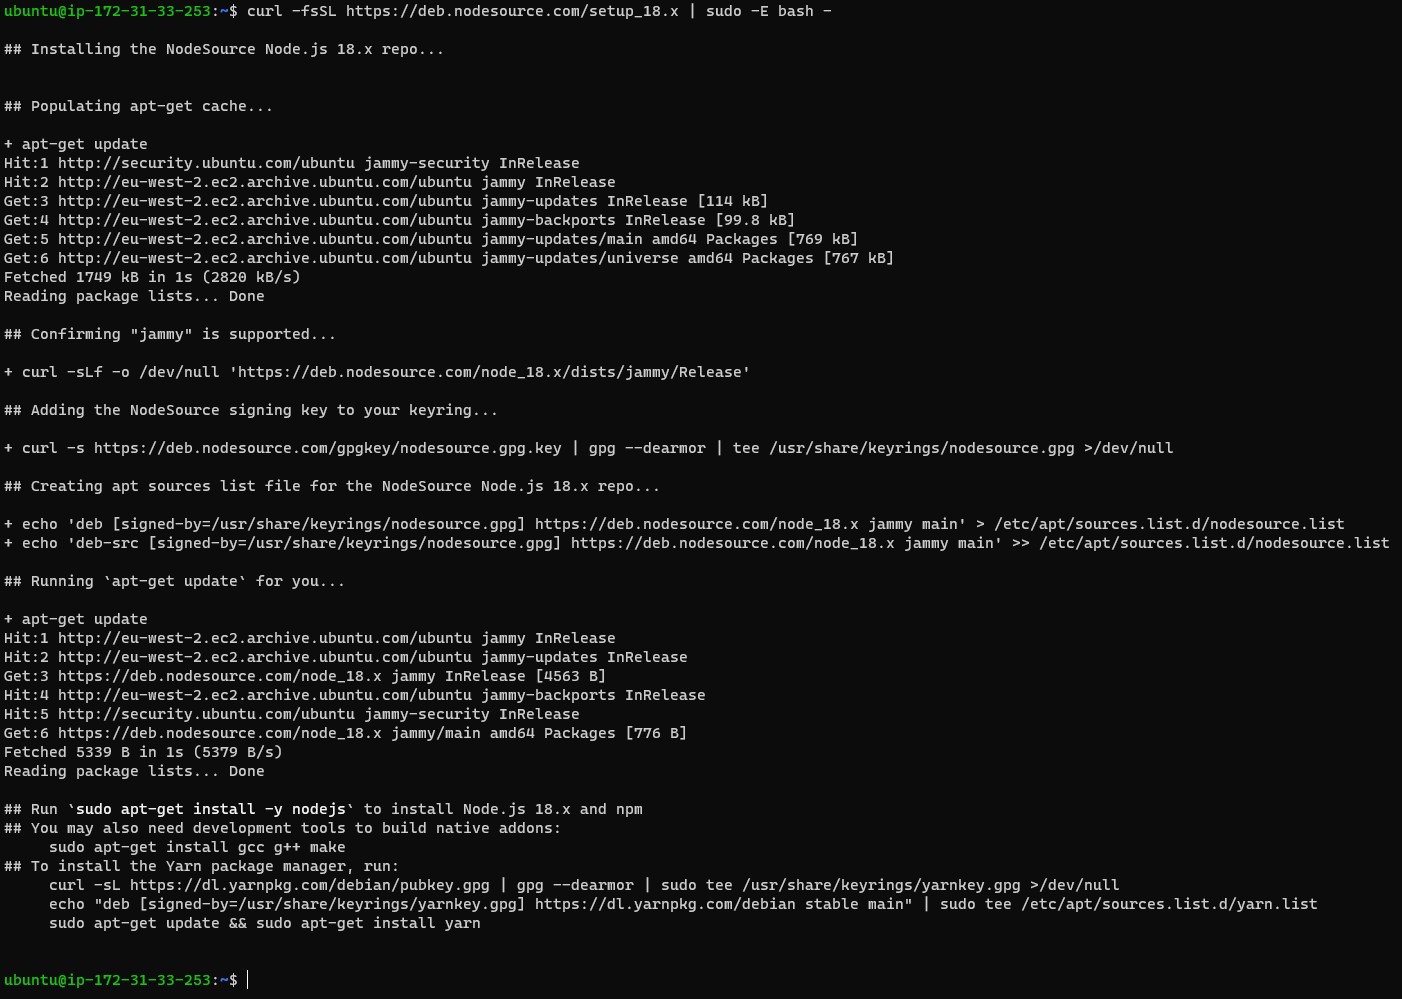 ubuntu@ip-172-31-33-253:~$ curl -fsSL https://deb.nodesource.com/setup_18.x | sudo -E bash -
## Installing the NodeSource Node.js 18.x repo...
## Populating apt-get cache...
+ apt-get update
Hit:1 http://security.ubuntu.com/ubuntu jammy-security InRelease
Hit:2 http://eu-west-2.ec2.archive.ubuntu.com/ubuntu jammy InRelease
Get:3 http://eu-west-2.ec2.archive.ubuntu.com/ubuntu jammy-updates InRelease [114 kB]
Get:4 http://eu-west-2.ec2.archive.ubuntu.com/ubuntu jammy-backports InRelease [99.8 kB]
Get:5 http://eu-west-2.ec2.archive.ubuntu.com/ubuntu jammy-updates/main amd64 Packages [769 kB]
Get:6 http://eu-west-2.ec2.archive.ubuntu.com/ubuntu jammy-updates/universe amd64 Packages [767 kB]
Fetched 1749 kB in 1s (2820 kB/s)
Reading package lists... Done
## Confirming "jammy" is supported...
+ curl -sLf -o /dev/null 'https://deb.nodesource.com/node_18.x/dists/jammy/Release'
## Adding the NodeSource signing key to your keyring...
+ curl -s https://deb.nodesource.com/gpgkey/nodesource.gpg.key | gpg --dearmor | tee /usr/share/keyrings/nodesource.gpg >/dev/null
## Creating apt sources list file for the NodeSource Node.js 18.x repo...
+ echo 'deb [signed-by=/usr/share/keyrings/nodesource.gpg] https://deb.nodesource.com/node_18.x jammy main' > /etc/apt/sources.list.d/nodesource.list
+ echo 'deb-src [signed-by=/usr/share/keyrings/nodesource.gpg] https://deb.nodesource.com/node_18.x jammy main' >> /etc/apt/sources.list.d/nodesource.list
## Running `apt-get update` for you...
+ apt-get update
Hit:1 http://eu-west-2.ec2.archive.ubuntu.com/ubuntu jammy InRelease
Hit:2 http://eu-west-2.ec2.archive.ubuntu.com/ubuntu jammy-updates InRelease
Get:3 https://deb.nodesource.com/node_18.x jammy InRelease [4563 B]
Hit:4 http://eu-west-2.ec2.archive.ubuntu.com/ubuntu jammy-backports InRelease
Hit:5 http://security.ubuntu.com/ubuntu jammy-security InRelease
Get:6 https://deb.nodesource.com/node_18.x jammy/main amd64 Packages [776 B]
Fetched 5339 B in 1s (5379 B/s)
Reading package lists... Done
## Run `sudo apt-get install -y nodejs` to install Node.js 18.x and npm
## You may also need development tools to build native addons:
     sudo apt-get install gcc g++ make
## To install the Yarn package manager, run:
     curl -sL https://dl.yarnpkg.com/debian/pubkey.gpg | gpg --dearmor | sudo tee /usr/share/keyrings/yarnkey.gpg >/dev/null
     echo "deb [signed-by=/usr/share/keyrings/yarnkey.gpg] https://dl.yarnpkg.com/debian stable main" | sudo tee /etc/apt/sources.list.d/yarn.list
     sudo apt-get update && sudo apt-get install yarn
ubuntu@ip-172-31-33-253:~$